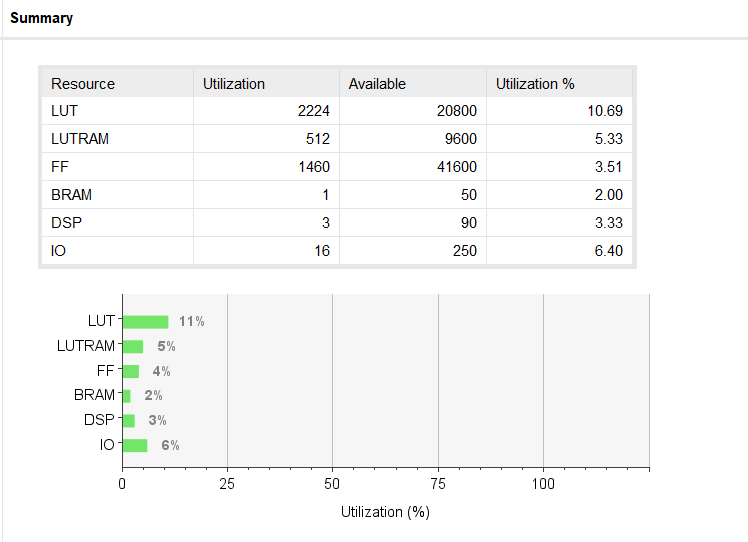 Summary
Resource Utilization Available Utilization %
LUT 2224 20800 10.69
LUTRAM 512 9600 5.33
FF 1460 41600 3.51
BRAM 1 50 2.00
DSP 3 90 3.33
IO 16 250 6.40
LUT 11%
LUTRAM 5%
FF 4%
BRAM 2%
DSP 3%
IO 6%
0 25 50 75 100
Utilization (%)